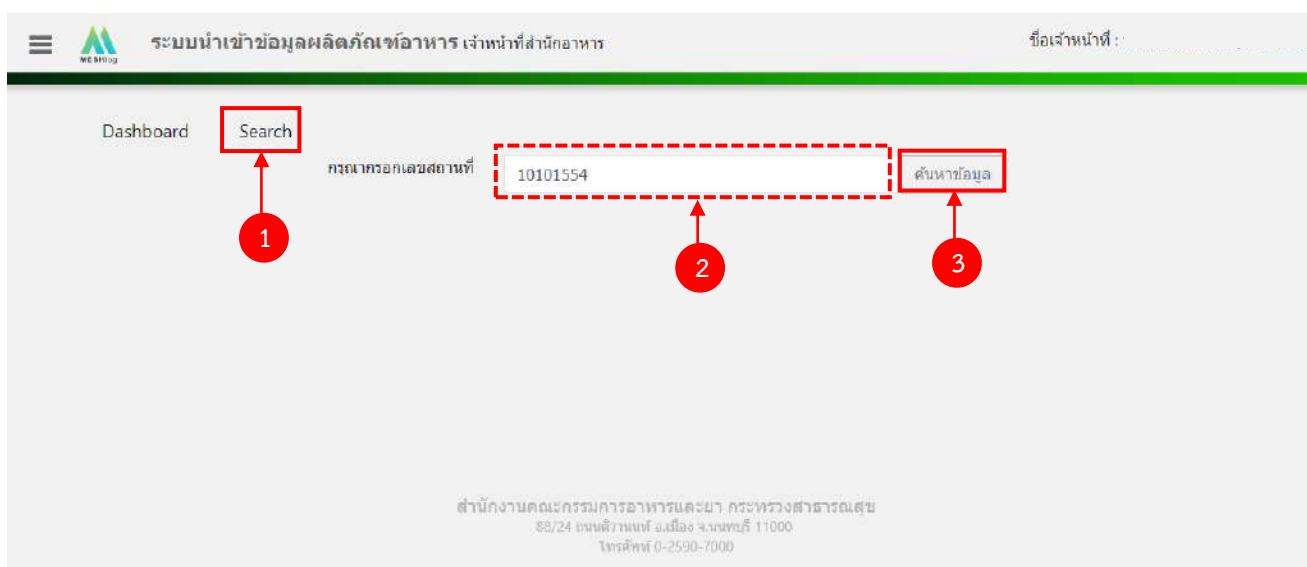 ระบบนำเข้าข้อมูลผลิตภัณฑ์อาหาร เจ้าหน้าที่สำนักอาหาร
ชื่อเจ้าหน้าที่ :
Dashboard Search
กรุณากรอกเลขสถานที่ 10101554 ค้นหาข้อมูล
1
2
3
สำนักงานคณะกรรมการอาหารและยา กระทรวงสาธารณสุข
88/24 ถนนติวานนท์ อ.เมือง จ.นนทบุรี 11000
โทรศัพท์ 0-2590-7000